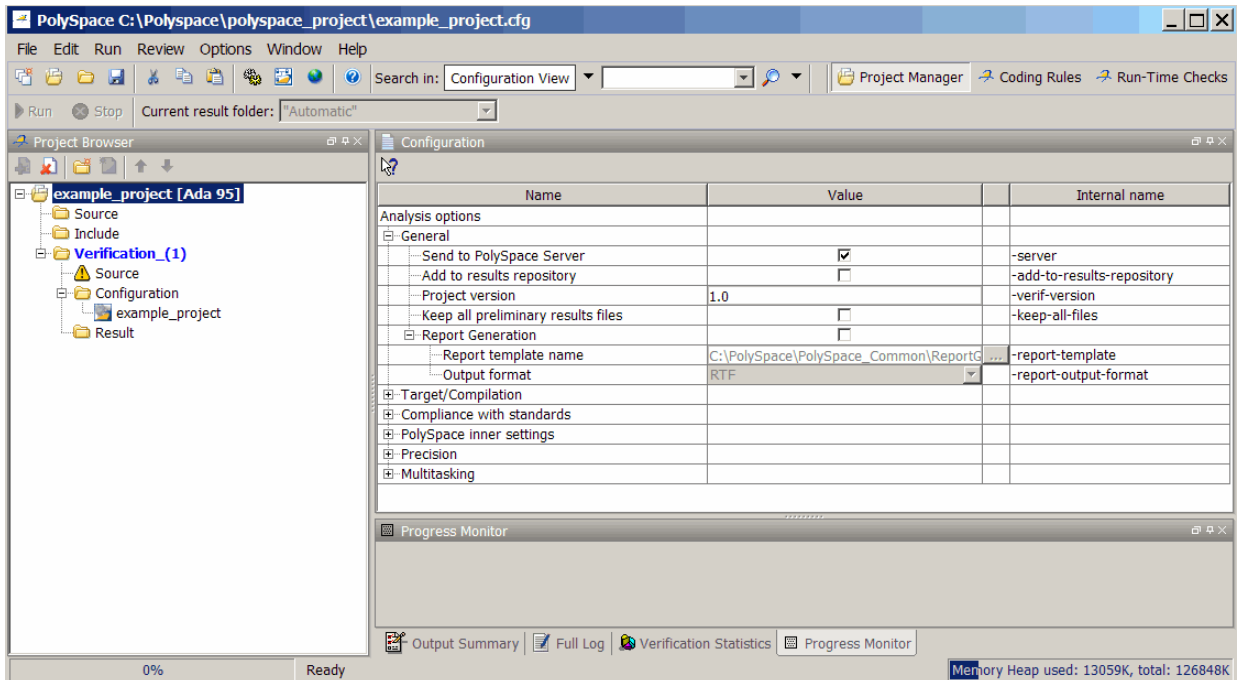 PolySpace C:\Polyspace\polyspace_project\example_project.cfg
File Edit Run Review Options Window Help
Search in: Configuration View Project Manager Coding Rules Run-Time Checks
Run Stop Current result folder: "Automatic"
Project Browser
example_project [Ada 95]
Source
Include
Verification_(1)
Source
Configuration
example_project
Result
Configuration
Name Value Internal name
Analysis options
General
Send to PolySpace Server -server
Add to results repository -add-to-results-repository
Project version 1.0 -verif-version
Keep all preliminary results files -keep-all-files
Report Generation
Report template name C:\PolySpace\PolySpace_Common\ReportG ... -report-template
Output format RTF -report-output-format
Target/Compilation
Compliance with standards
PolySpace inner settings
Precision
Multitasking
Progress Monitor
Output Summary Full Log Verification Statistics Progress Monitor
0% Ready Memory Heap used: 13059K, total: 126848K